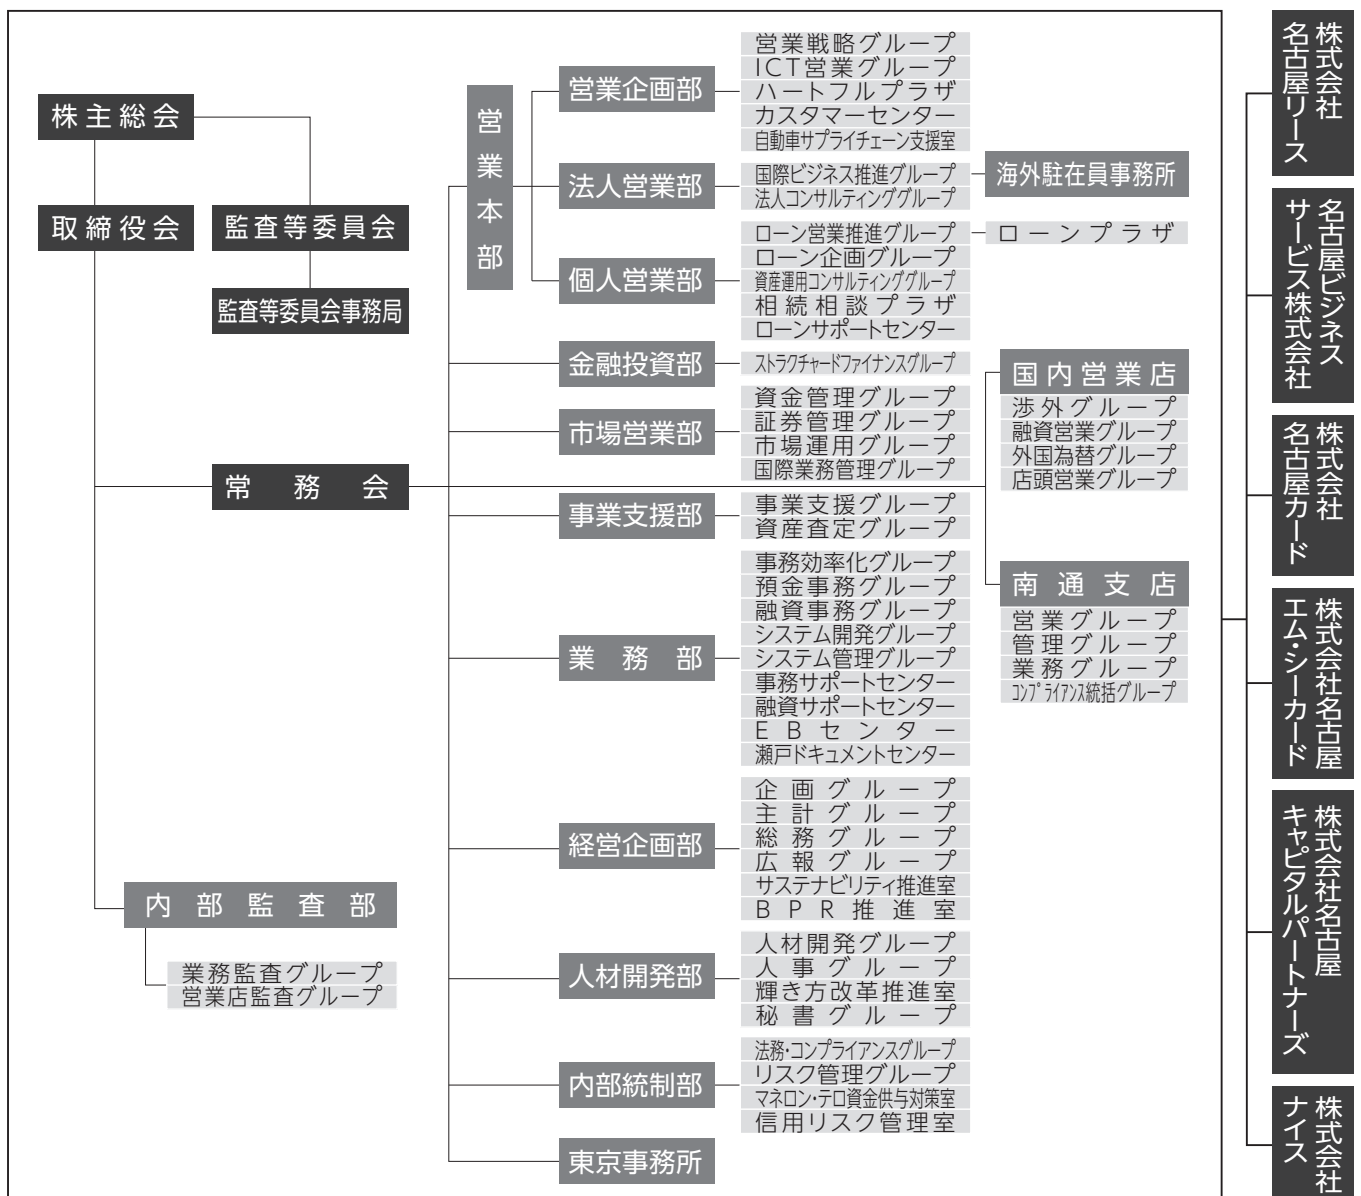 株主総会
取締役会
監査等委員会
監査等委員会事務局
常務会
内部監査部
業務監査グループ
営業店監査グループ
営業本部
営業企画部
営業戦略グループ
ICT営業グループ
ハートフルプラザ
カスタマーセンター
自動車サプライチェーン支援室
法人営業部
国際ビジネス推進グループ
法人コンサルティンググループ
海外駐在員事務所
個人営業部
ローン営業推進グループ
ローン企画グループ
資産運用コンサルティンググループ
相続相談プラザ
ローンサポートセンター
ローンプラザ
金融投資部
ストラクチャードファイナンスグループ
市場営業部
資金管理グループ
証券管理グループ
市場運用グループ
国際業務管理グループ
事業支援部
事業支援グループ
資産査定グループ
業務部
事務効率化グループ
預金事務グループ
融資事務グループ
システム開発グループ
システム管理グループ
事務サポートセンター
融資サポートセンター
EBセンター
瀬戸ドキュメントセンター
経営企画部
企画グループ
主計グループ
総務グループ
広報グループ
サステナビリティ推進室
BPR推進室
人材開発部
人材開発グループ
人事グループ
輝き方改革推進室
秘書グループ
内部統制部
法務・コンプライアンスグループ
リスク管理グループ
マネロン・テロ資金供与対策室
信用リスク管理室
東京事務所
国内営業店
渉外グループ
融資営業グループ
外国為替グループ
店頭営業グループ
南通支店
営業グループ
管理グループ
業務グループ
コンプライアンス統括グループ
株式会社
名古屋リース
名古屋ビジネス
サービス株式会社
株式会社
名古屋カード
株式会社名古屋
エム・シーカード
株式会社名古屋
キャピタルパートナーズ
株式会社
ナイス